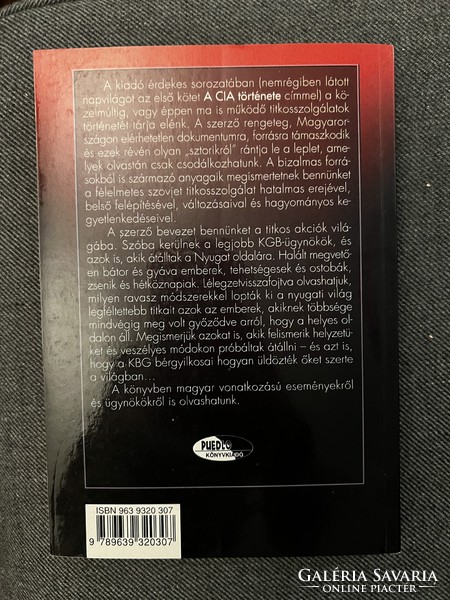 A kiadó érdekes sorozatában (nemrégiben látott
napvilágot az első kötet A CIA története címmel) a kö-
zelmúltig, vagy éppen ma is működő titkosszolgálatok
történetét tárja elénk. A szerző rengeteg, Magyaror-
szágon elérhetetlen dokumentumra, forrásra támaszkodik
és ezek révén olyan „sztorikról” rántja le a leplet, ame-
lyek olvastán csak csodálkozhatunk. A bizalmas forrá-
sokból is származó anyagaik megismertetnek bennünket
a félelmetes szovjet titkosszolgálat hatalmas erejével,
belső felépítésével, változásaival és hagyományos ke-
gyetlenkedéseivel.
A szerző bevezet bennünket a titkos akciók vilá-
gába. Szóba kerülnek a legjobb KGB-ügynökök, és
azok is, akik átálltak a Nyugat oldalára. Halált megvető-
en bátor és gyáva emberek, tehetségesek és ostobák,
zsenik és hétköznapiak. Lélegzetvisszafojtva olvashatjuk,
milyen ravasz módszerekkel lopták ki a nyugati világ
legféltettebb titkait azok az emberek, akiknek többsége
mindvégig meg volt győződve arról, hogy a helyes ol-
dalon áll. Megismerjük azokat is, akik felismerik helyzetü-
ket és veszélyes módokon próbáltak átállni – és azt is,
hogy a KBG bérgyilkosai hogyan üldözték őket szerte
a világban...
A könyvben magyar vonatkozású eseményekről
és ügynökökről is olvashatunk.
PUEDLO
KÖNYVKIADÓ
ISBN 963 9320 307
9 789639 320307
GALÉRIA SAVARIA
ONLINE PIACTÉR